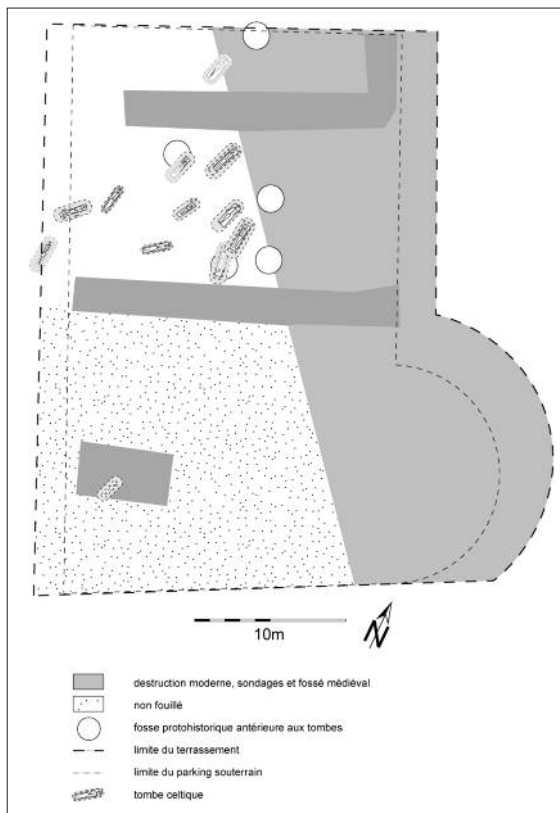 10m
N
destruction moderne, sondages et fossé médiéval
non fouillé
fosse protohistorique antérieure aux tombes
limite du terrassement
limite du parking souterrain
tombe celtique